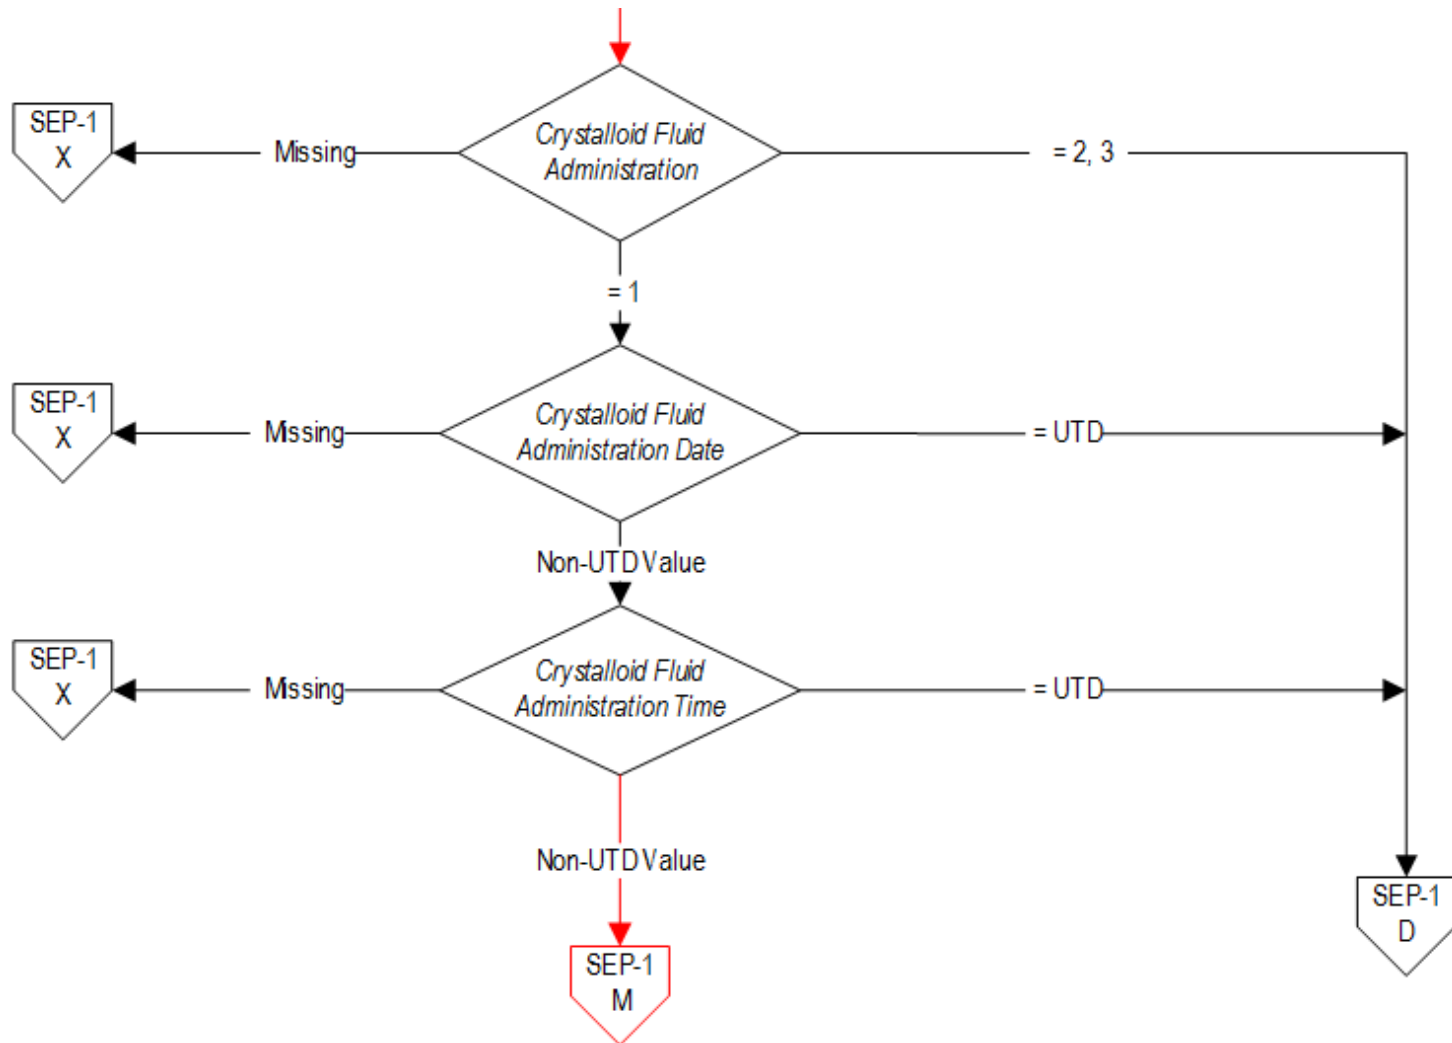 Crystalloid Fluid
Administration
SEP-1
X
Missing
= 2, 3
= 1
Crystalloid Fluid
Administration Date
SEP-1
X
Missing
= UTD
Non-UTD Value
Crystalloid Fluid
Administration Time
SEP-1
X
Missing
= UTD
Non-UTD Value
SEP-1
M
SEP-1
D